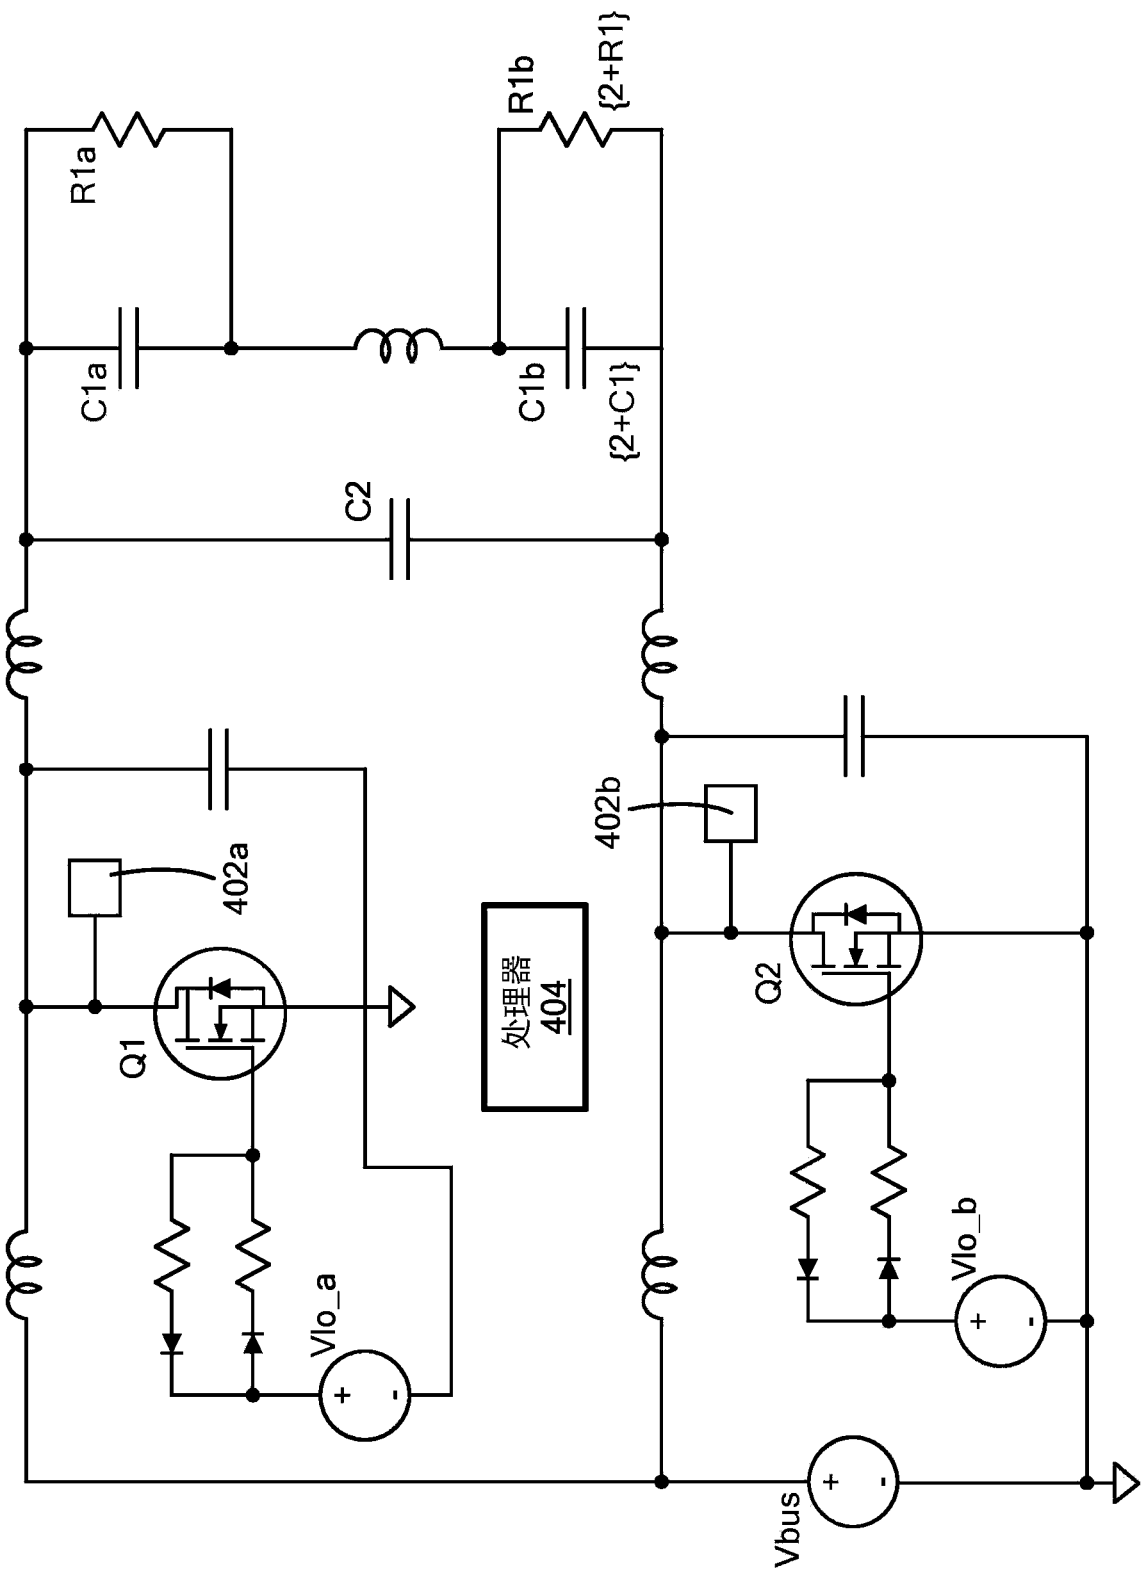 C1a
R1a
Q1
402a
Vlo_a
+
-
C2
处理器
404
C1b
{2+C1}
R1b
{2+R1}
402b
Q2
Vbus
+
-
Vlo_b
+
-